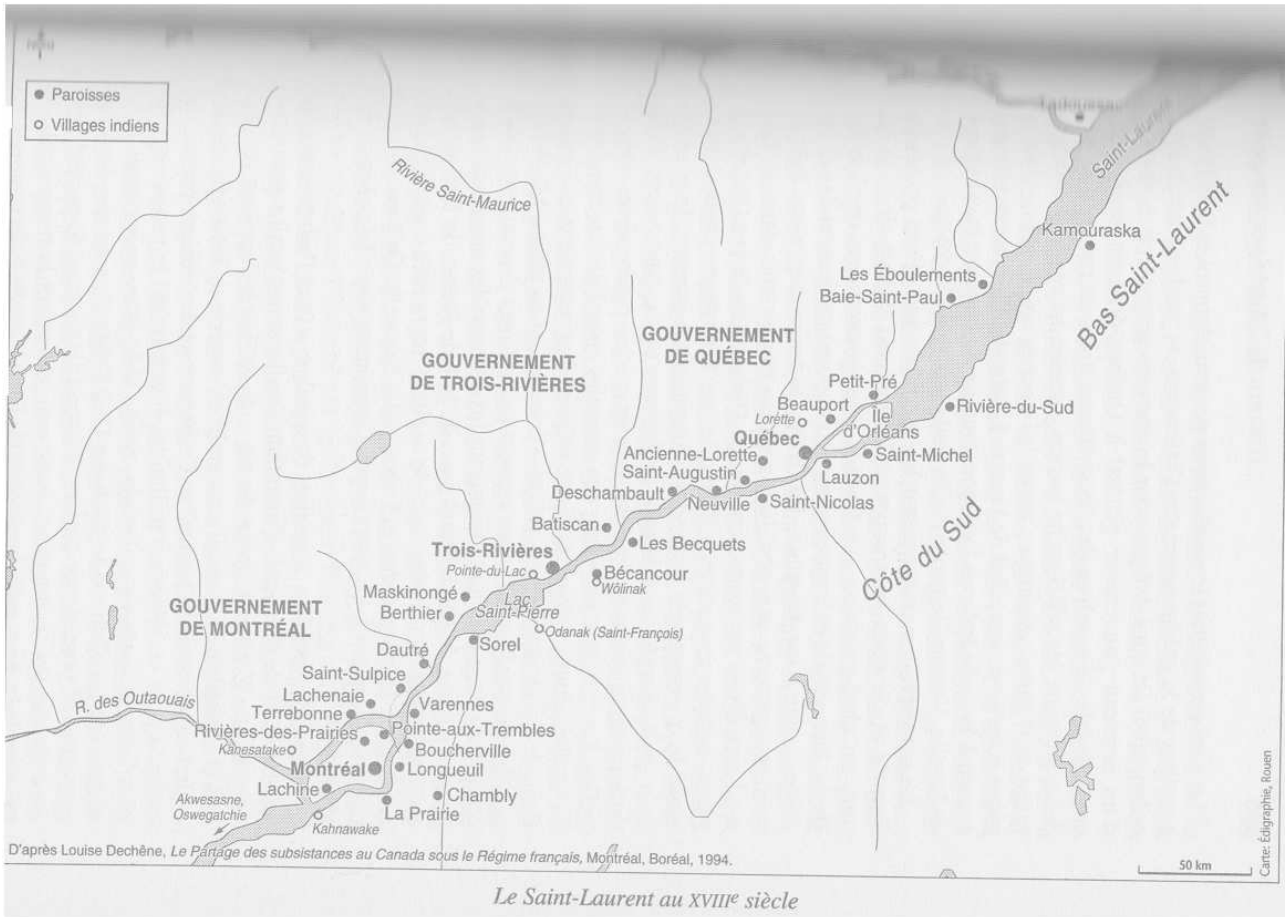 Paroisses
Villages indiens
Rivière Saint-Maurice
Saint-Laurent
Kamouraska
Bas Saint-Laurent
Les Éboulements
Baie-Saint-Paul
GOUVERNEMENT
DE QUÉBEC
GOUVERNEMENT
DE TROIS-RIVIÈRES
Petit-Pré
Beauport
Île
d'Orléans
Rivière-du-Sud
Lorette
Québec
Ancienne-Lorette
Saint-Michel
Saint-Augustin
Lauzon
Deschambault
Neuville
Saint-Nicolas
Côte du Sud
Batiscan
Les Becquets
Trois-Rivières
Pointe-du-Lac
Bécancour
Wôlinak
Maskinongé
Lac
Saint-Pierre
Berthier
GOUVERNEMENT
DE MONTRÉAL
Odanak (Saint-François)
Sorel
Dautré
Saint-Sulpice
Lachenaie
Varennes
R. des Outaouais
Terrebonne
Rivières-des-Prairies
Pointe-aux-Trembles
Kanesatake
Boucherville
Montréal
Longueuil
Lachine
Chambly
La Prairie
Akwesasne,
Oswegatchie
Kahnawake
D'après Louise Dechêne, Le Partage des subsistances au Canada sous le Régime français, Montréal, Boréal, 1994.
50 km
Carte: Édigraphie, Rouen
Le Saint-Laurent au XVIIIe siècle